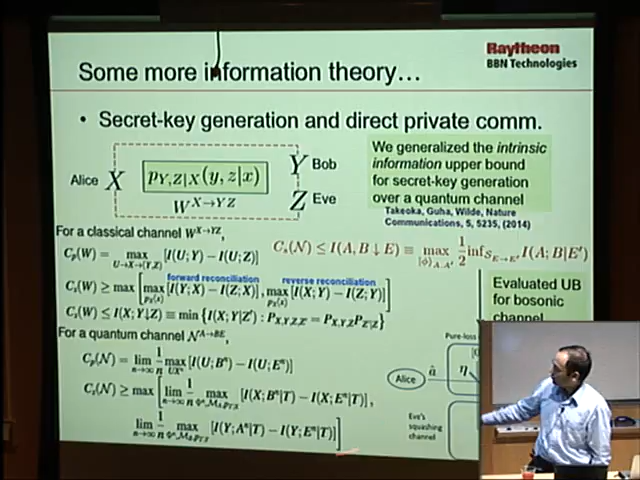 Raytheon
BBN Technologies
Some more information theory…
• Secret-key generation and direct private comm.
Alice X
p_{Y,Z|X}(y, z|x)
Y Bob
Z Eve
W^{X→YZ}
We generalized the intrinsic
information upper bound
for secret-key generation
over a quantum channel
Takeoka, Guha, Wilde, Nature
Communications, 5, 5235, (2014)
For a classical channel W^{X→YZ}
C_p(W) = max_{U→X→(Y,Z)} [I(U;Y) − I(U;Z)]
C_s(N) ≤ I(A, B ↓ E) ≡ max_{|ϕ⟩_{A:A'}} 1/2 inf_{S_{E→E'}} I(A; B|E')
forward reconciliation reverse reconciliation
C_s(W) ≥ max [max_{p_X(x)} [I(Y;X) − I(Z;X)], max_{p_X(x)} [I(X;Y) − I(Z;Y)]]
C_s(W) ≤ I(X;Y↓Z) ≡ min {I(X;Y|Z') : P_{X,Y,Z,Z'} = P_{X,Y,Z}P_{Z'|Z}}
For a quantum channel N^{A→BE}
Evaluated UB
for bosonic
channel
C_p(N) = lim_{n→∞} 1/n max_{UX^n} [I(U;B^n) − I(U;E^n)]
C_s(N) ≥ max [lim_{n→∞} 1/n max [I(X;B^n|T) − I(X;E^n|T)],
lim_{n→∞} 1/n max [I(Y;A^n|T) − I(Y;E^n|T)]]
Pure-loss
Alice
â
η
Eve's
squashing
channel